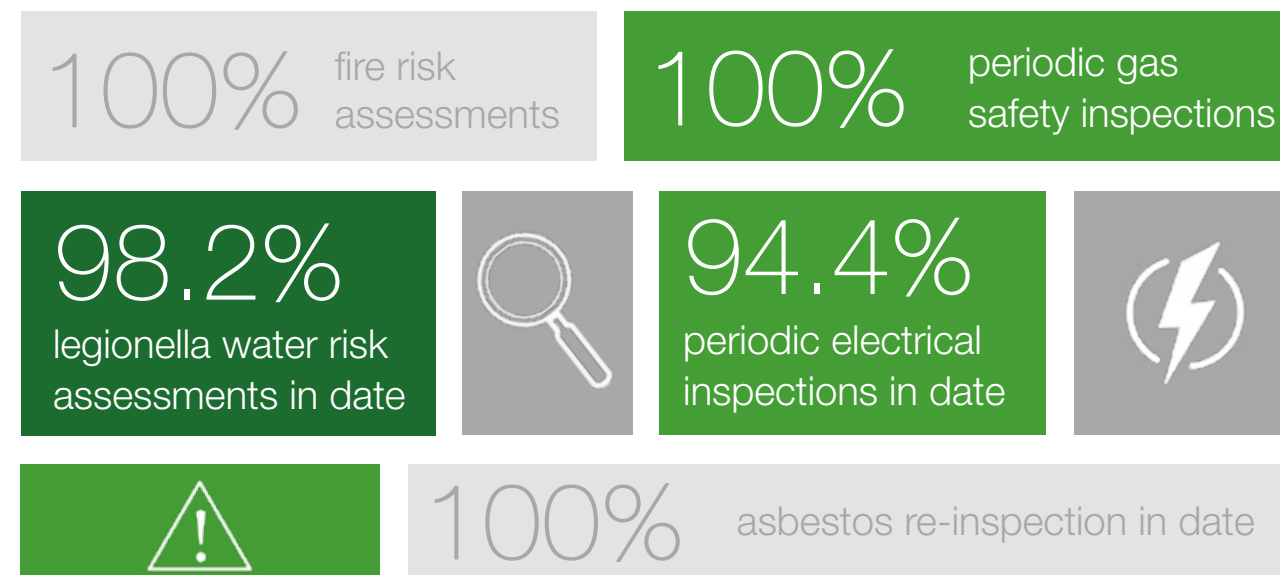 100%
fire risk
assessments
100%
periodic gas
safety inspections
98.2%
legionella water risk
assessments in date
94.4%
periodic electrical
inspections in date
100%
asbestos re-inspection in date